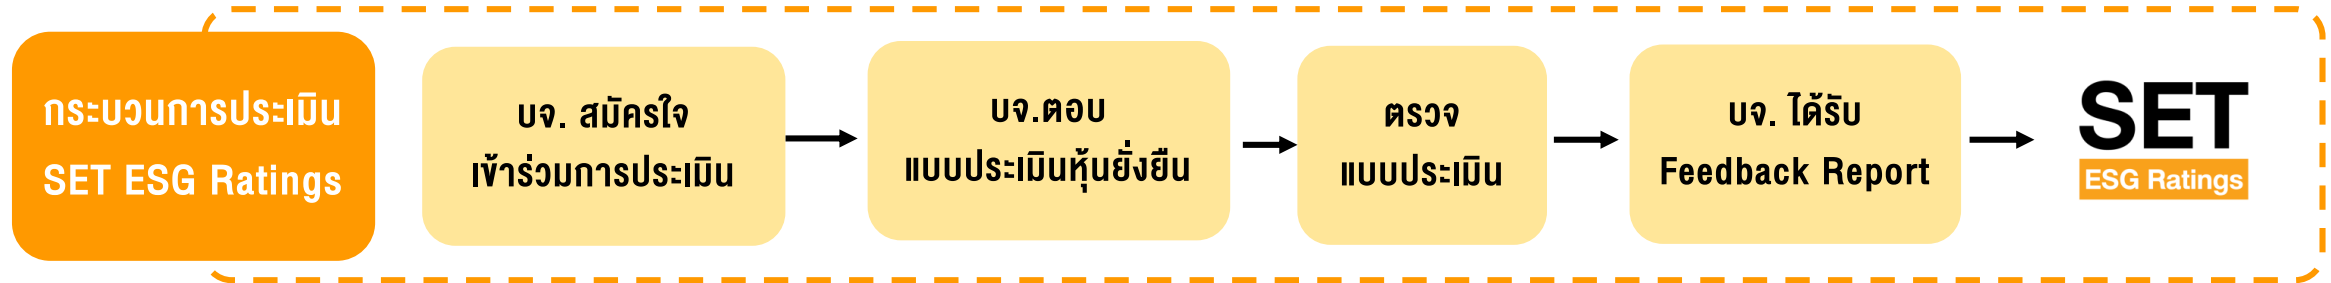 กระบวนการประเมิน
SET ESG Ratings
บจ. สมัครใจ
เข้าร่วมการประเมิน
บจ.ตอบ
แบบประเมินหุ้นยั่งยืน
ตรวจ
แบบประเมิน
บจ. ได้รับ
Feedback Report
SET
ESG Ratings